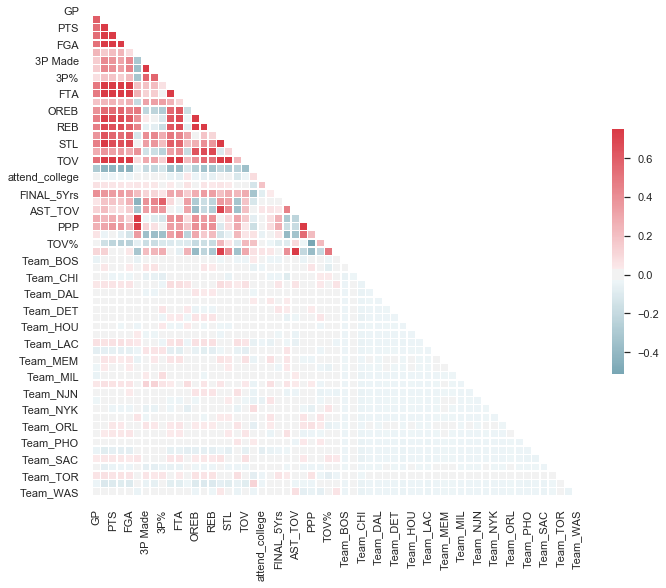 GP
PTS
FGA
3P Made
3P%
FTA
OREB
REB
STL
TOV
attend_college
FINAL_5Yrs
AST_TOV
PPP
TOV%
Team_BOS
Team_CHI
Team_DAL
Team_DET
Team_HOU
Team_LAC
Team_MEM
Team_MIL
Team_NJN
Team_NYK
Team_ORL
Team_PHO
Team_SAC
Team_TOR
Team_WAS
GP
PTS
FGA
3P Made
3P%
FTA
OREB
REB
STL
TOV
attend_college
FINAL_5Yrs
AST_TOV
PPP
TOV%
Team_BOS
Team_CHI
Team_DAL
Team_DET
Team_HOU
Team_LAC
Team_MEM
Team_MIL
Team_NJN
Team_NYK
Team_ORL
Team_PHO
Team_SAC
Team_TOR
Team_WAS
0.6
0.4
0.2
0.0
−0.2
−0.4